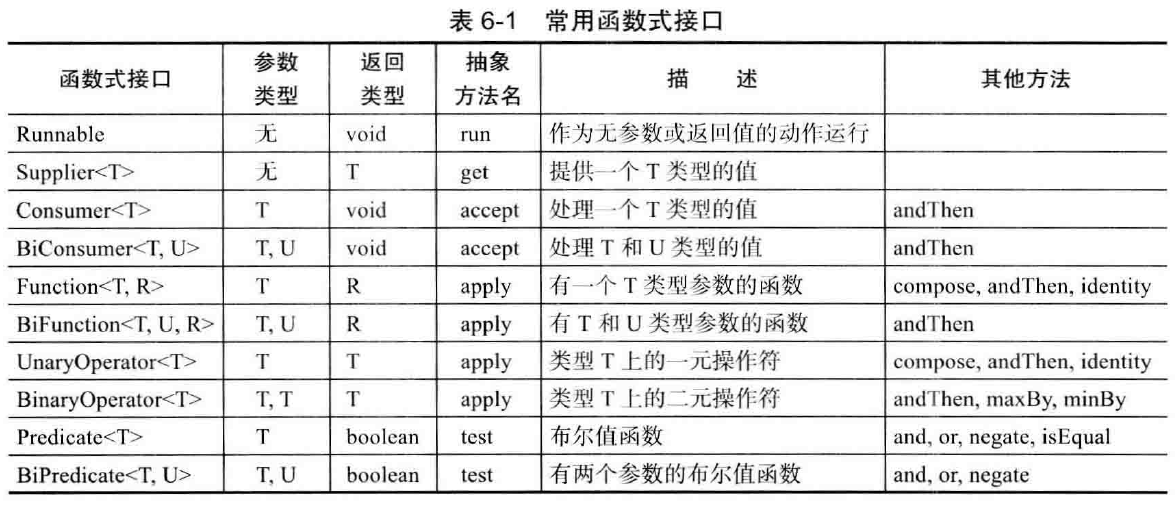 表 6-1 常用函数式接口
函数式接口 参数类型 返回类型 抽象方法名 描 述 其他方法
Runnable 无 void run 作为无参数或返回值的动作运行
Supplier<T> 无 T get 提供一个 T 类型的值
Consumer<T> T void accept 处理一个 T 类型的值 andThen
BiConsumer<T, U> T, U void accept 处理 T 和 U 类型的值 andThen
Function<T, R> T R apply 有一个 T 类型参数的函数 compose, andThen, identity
BiFunction<T, U, R> T, U R apply 有 T 和 U 类型参数的函数 andThen
UnaryOperator<T> T T apply 类型 T 上的一元操作符 compose, andThen, identity
BinaryOperator<T> T, T T apply 类型 T 上的二元操作符 andThen, maxBy, minBy
Predicate<T> T boolean test 布尔值函数 and, or, negate, isEqual
BiPredicate<T, U> T, U boolean test 有两个参数的布尔值函数 and, or, negate